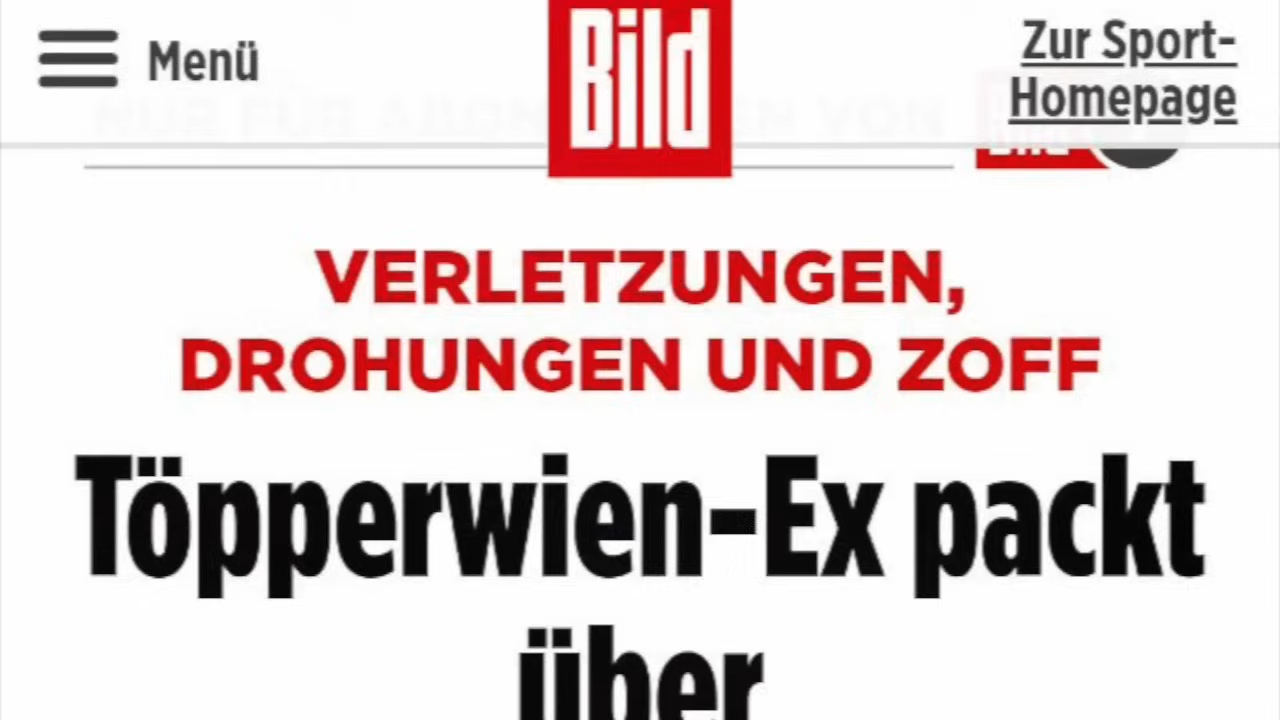 Menü
Bild
Zur Sport-
Homepage
VERLETZUNGEN,
DROHUNGEN UND ZOFF
Töpperwien-Ex packt
über